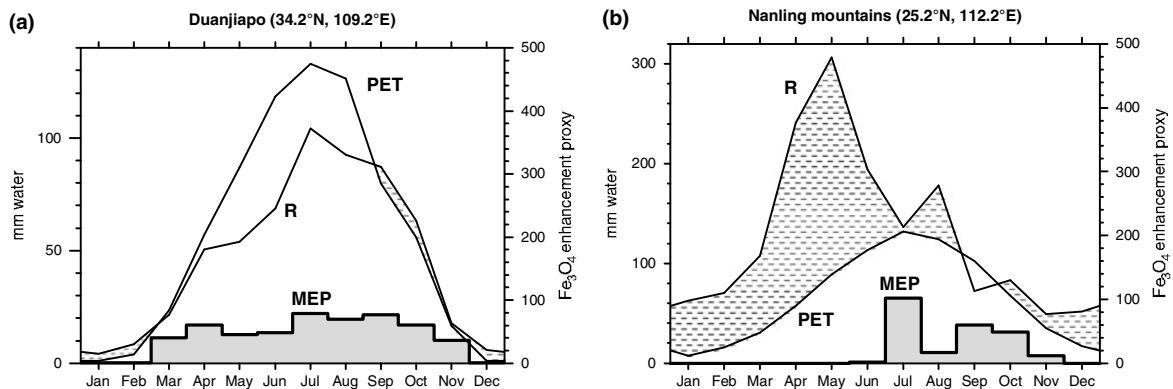 (a)
Duanjiapo (34.2°N, 109.2°E)
mm water
100
50
0
PET
R
MEP
500
400
300
200
100
0
Fe₃O₄ enhancement proxy
Jan Feb Mar Apr May Jun Jul Aug Sep Oct Nov Dec
(b)
Nanling mountains (25.2°N, 112.2°E)
mm water
300
200
100
0
R
MEP
PET
500
400
300
200
100
0
Fe₃O₄ enhancement proxy
Jan Feb Mar Apr May Jun Jul Aug Sep Oct Nov Dec